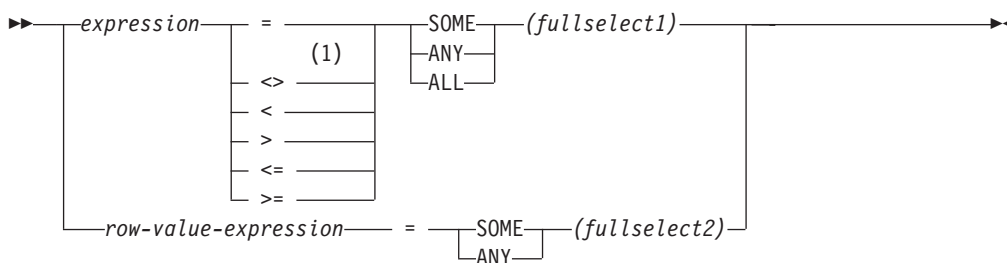 expression = SOME (fullselect1)
(1) ANY
<> ALL
<
>
<=
>=
row-value-expression = SOME (fullselect2)
ANY